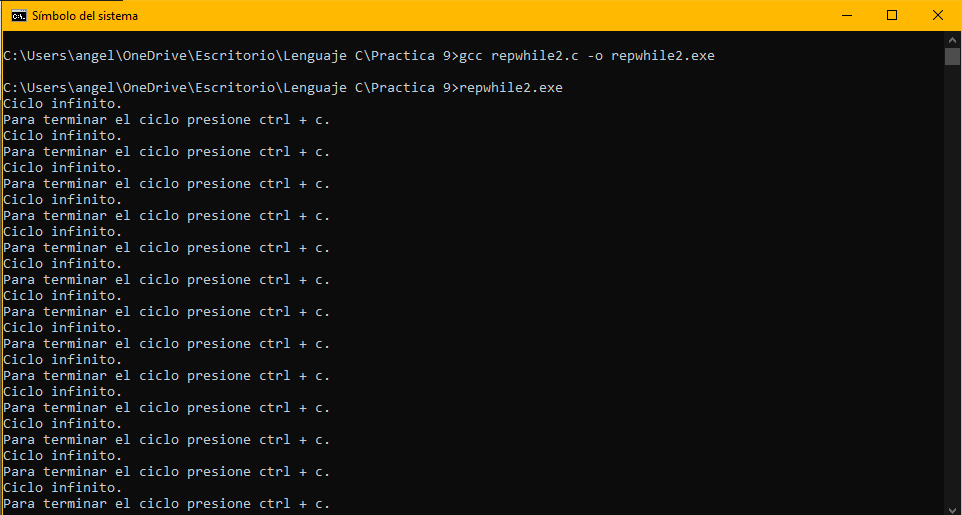 Símbolo del sistema
C:\Users\angel\OneDrive\Escritorio\Lenguaje C\Practica 9>gcc repwhile2.c -o repwhile2.exe
C:\Users\angel\OneDrive\Escritorio\Lenguaje C\Practica 9>repwhile2.exe
Ciclo infinito.
Para terminar el ciclo presione ctrl + c.
Ciclo infinito.
Para terminar el ciclo presione ctrl + c.
Ciclo infinito.
Para terminar el ciclo presione ctrl + c.
Ciclo infinito.
Para terminar el ciclo presione ctrl + c.
Ciclo infinito.
Para terminar el ciclo presione ctrl + c.
Ciclo infinito.
Para terminar el ciclo presione ctrl + c.
Ciclo infinito.
Para terminar el ciclo presione ctrl + c.
Ciclo infinito.
Para terminar el ciclo presione ctrl + c.
Ciclo infinito.
Para terminar el ciclo presione ctrl + c.
Ciclo infinito.
Para terminar el ciclo presione ctrl + c.
Ciclo infinito.
Para terminar el ciclo presione ctrl + c.
Ciclo infinito.
Para terminar el ciclo presione ctrl + c.
Ciclo infinito.
Para terminar el ciclo presione ctrl + c.